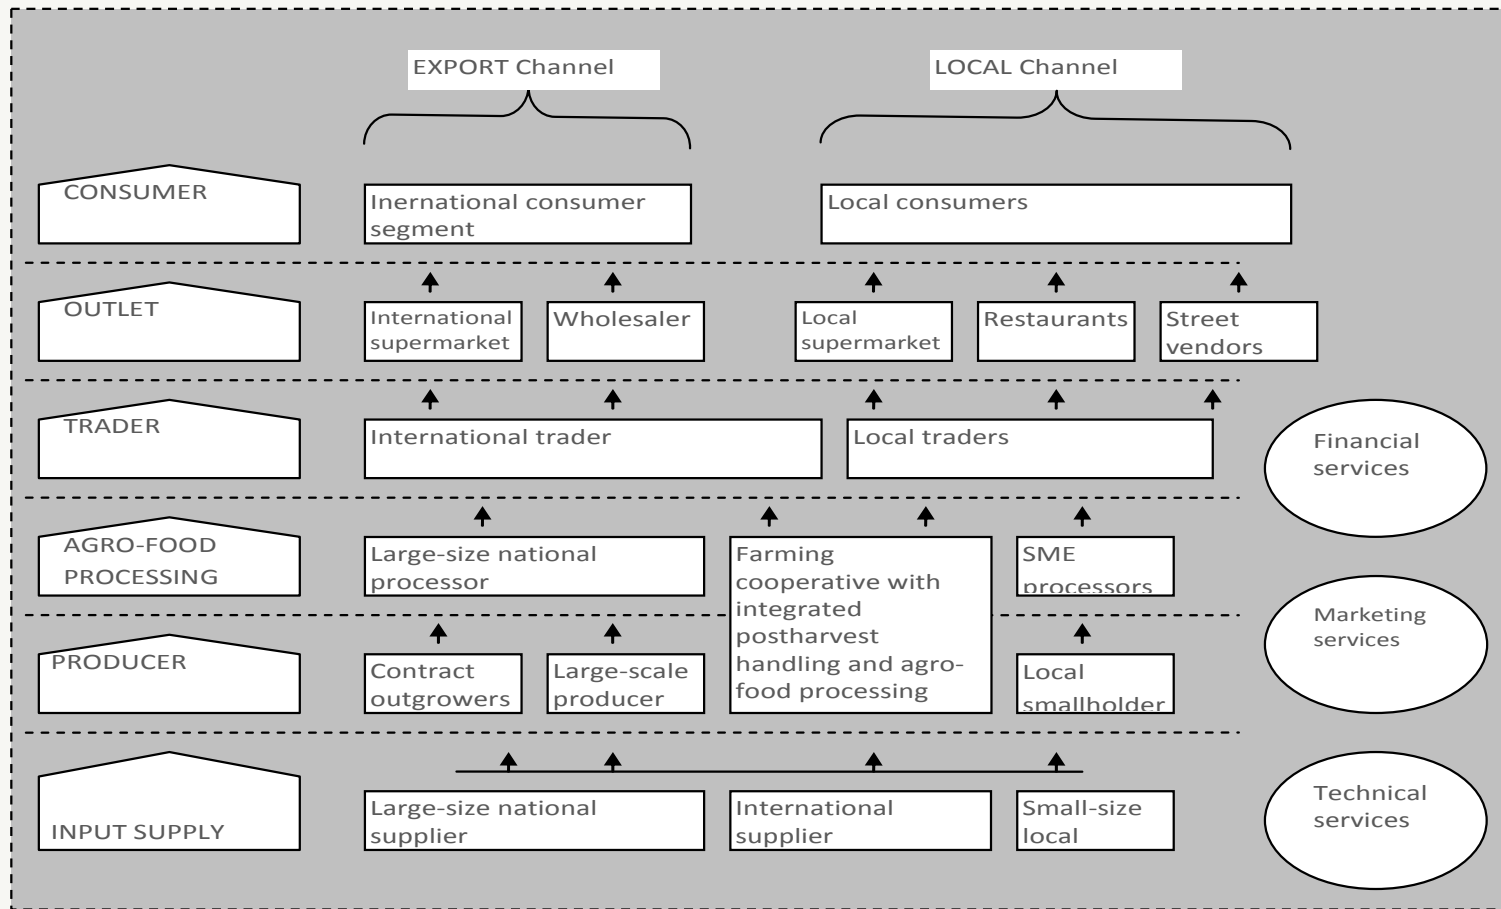 EXPORT Channel
LOCAL Channel
CONSUMER
Inernational consumer
segment
Local consumers
OUTLET
International
supermarket
Wholesaler
Local
supermarket
Restaurants
Street
vendors
TRADER
International trader
Local traders
Financial
services
AGRO-FOOD
PROCESSING
Large-size national
processor
Farming
cooperative with
integrated
postharvest
handling and agro-
food processing
SME
processors
Marketing
services
PRODUCER
Contract
outgrowers
Large-scale
producer
Local
smallholder
INPUT SUPPLY
Large-size national
supplier
International
supplier
Small-size
local
Technical
services